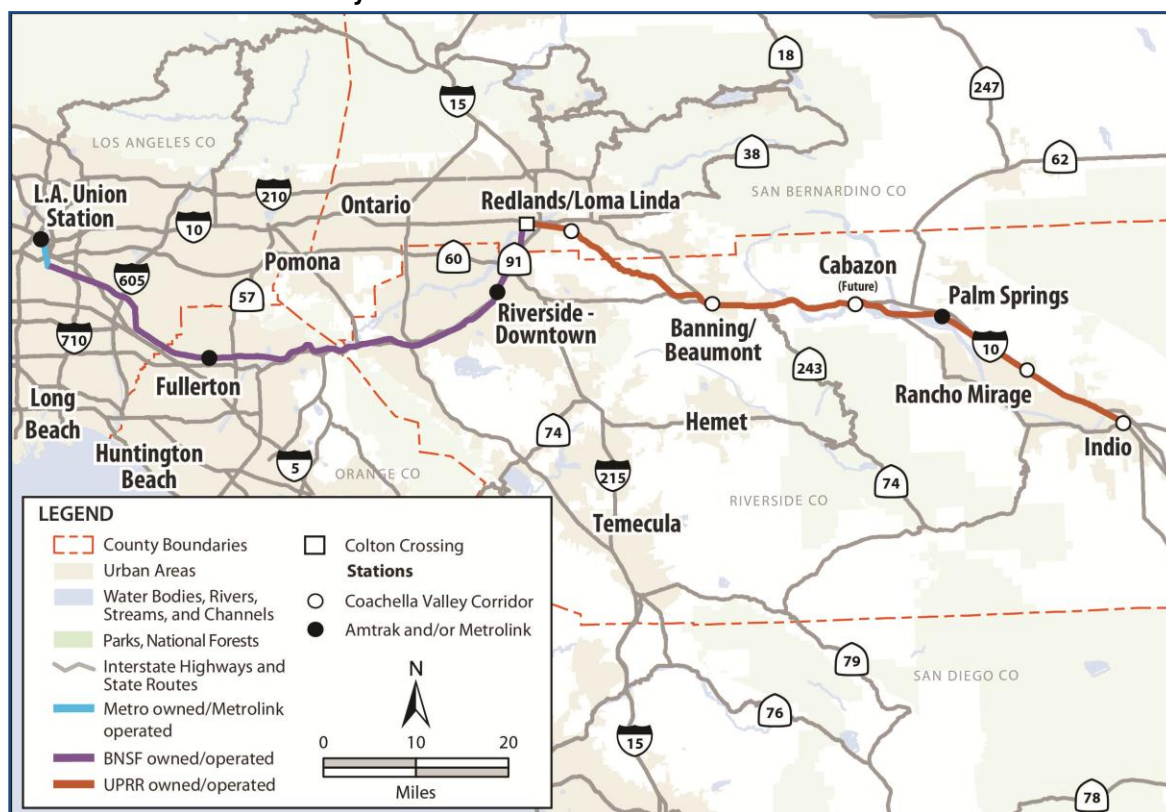 18
247
15
LOS ANGELES CO
38
62
210
SAN BERNARDINO CO
L.A. Union
Station
Ontario
Redlands/Loma Linda
10
60
91
Pomona
605
57
Cabazon
(Future)
Palm Springs
Riverside -
Downtown
710
Banning/
Beaumont
10
Fullerton
243
Rancho Mirage
Long
Beach
Hemet
74
Indio
Huntington
Beach
5
ORANGE CO
215
74
RIVERSIDE CO
Temecula
LEGEND
County Boundaries
Urban Areas
Water Bodies, Rivers,
Streams, and Channels
Parks, National Forests
Interstate Highways and
State Routes
Metro owned/Metrolink
operated
BNSF owned/operated
UPRR owned/operated
Colton Crossing
Stations
Coachella Valley Corridor
Amtrak and/or Metrolink
N
0 10 20
Miles
79
SAN DIEGO CO
76
15
78